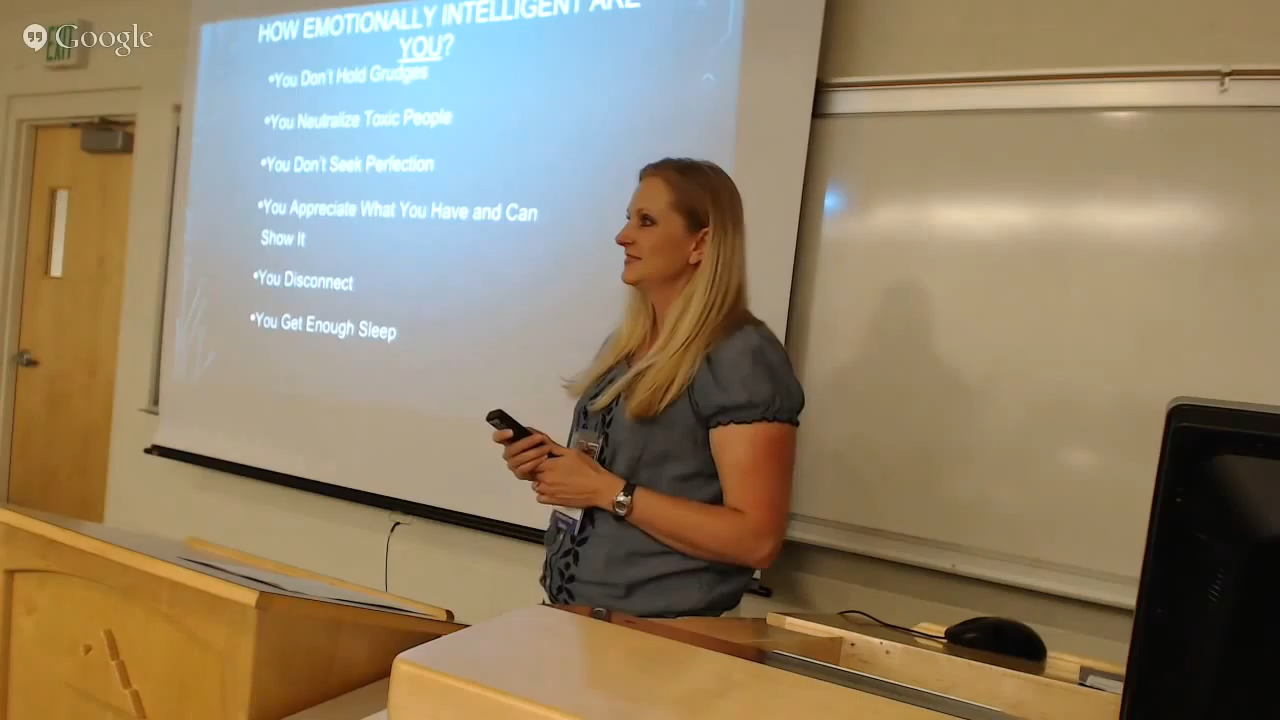 Google
EXIT
HOW EMOTIONALLY INTELLIGENT ARE
YOU?
•You Don't Hold Grudges
•You Neutralize Toxic People
•You Don't Seek Perfection
•You Appreciate What You Have and Can
Show It
•You Disconnect
•You Get Enough Sleep